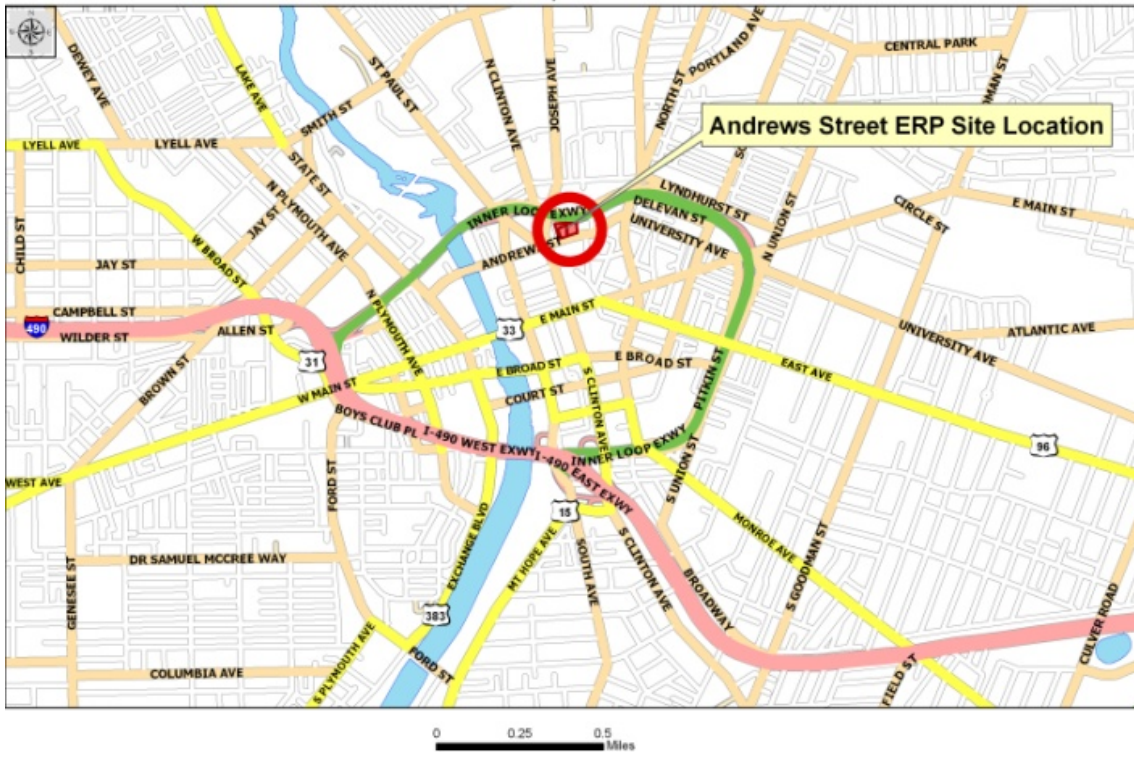 DEWEY AVE
LAKE AVE
ST PAUL ST
N CLINTON AVE
JOSEPH AVE
NORTH ST
PORTLAND AVE
CENTRAL PARK
Andrews Street ERP Site Location
SMITH ST
LYELL AVE
LYELL AVE
STATE ST
N PLYMOUTH AVE
JAY ST
W BROAD ST
CHILD ST
JAY ST
INNER LOOP EXWY
ANDREWS ST
LYNDHURST ST
DELEVAN ST
UNIVERSITY AVE
N UNION ST
CIRCLE ST
E MAIN ST
CAMPBELL ST
490
WILDER ST
ALLEN ST
N PLYMOUTH AVE
33
E MAIN ST
UNIVERSITY AVE
ATLANTIC AVE
31
BROWN ST
W MAIN ST
E BROAD ST
E BROAD ST
COURT ST
S CLINTON AVE
PITKIN ST
EAST AVE
96
BOYS CLUB PL
I-490 WEST EXWY
I-490 EAST EXWY
INNER LOOP EXWY
WEST AVE
FORD ST
S UNION ST
15
MONROE AVE
EXCHANGE BLVD
MT HOPE AVE
SOUTH AVE
S CLINTON AVE
BROADWAY
S GOODMAN ST
DR SAMUEL MCCREE WAY
GENESEE ST
383
COLUMBIA AVE
S PLYMOUTH AVE
FORD ST
FIELD ST
CULVER ROAD
0 0.25 0.5
Miles